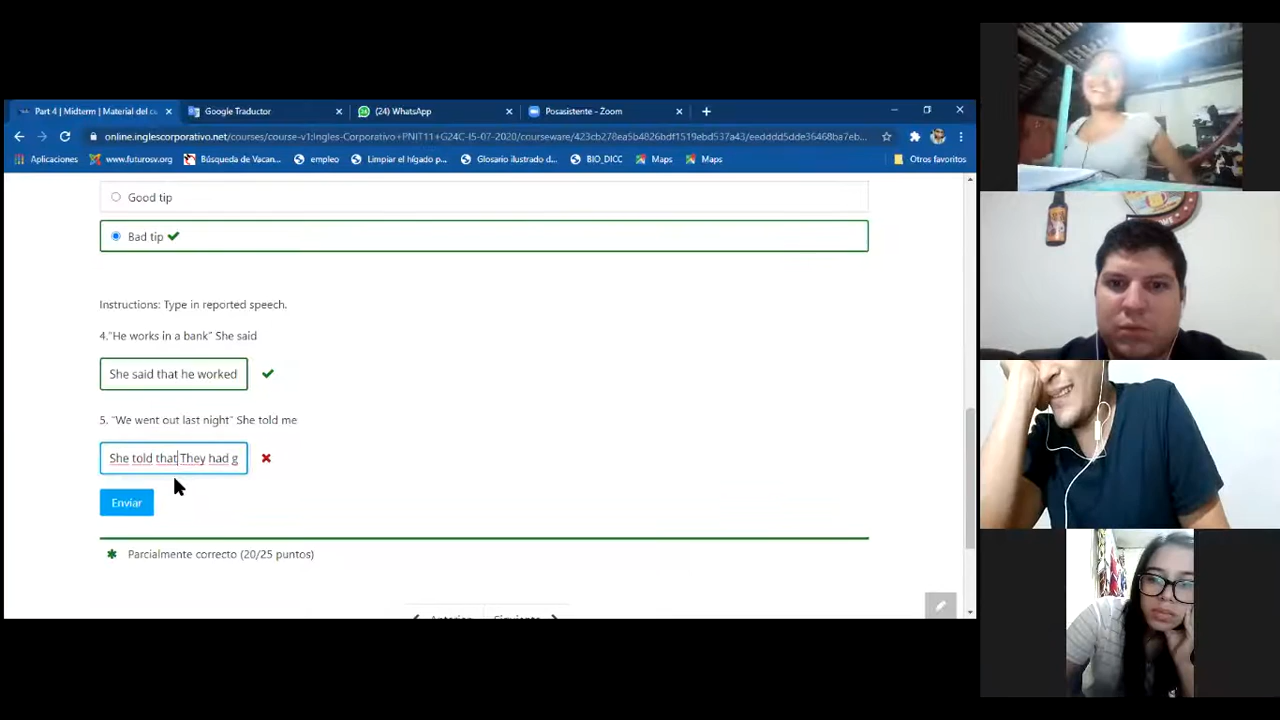 Part 4 | Midterm | Material del cu
Google Traductor
(24) WhatsApp
Posasistente - Zoom
online.inglescorporativo.net/courses/course-v1:Ingles-Corporativo+PNIT11+G24C-I5-07-2020/courseware/423cb278ea5b4826bdf1519ebd537a43/eedddd5dde36468ba7eb...
Aplicaciones
www.futurosv.org
Búsqueda de Vacan...
empleo
Limpiar el hígado p...
Glosario ilustrado d...
BIO_DICC
Maps
Maps
Otros favoritos
Good tip
Bad tip
Instructions: Type in reported speech.
4."He works in a bank" She said
She said that he worked
5. "We went out last night" She told me
She told that They had g
Enviar
Parcialmente correcto (20/25 puntos)
Anterior
Siguiente